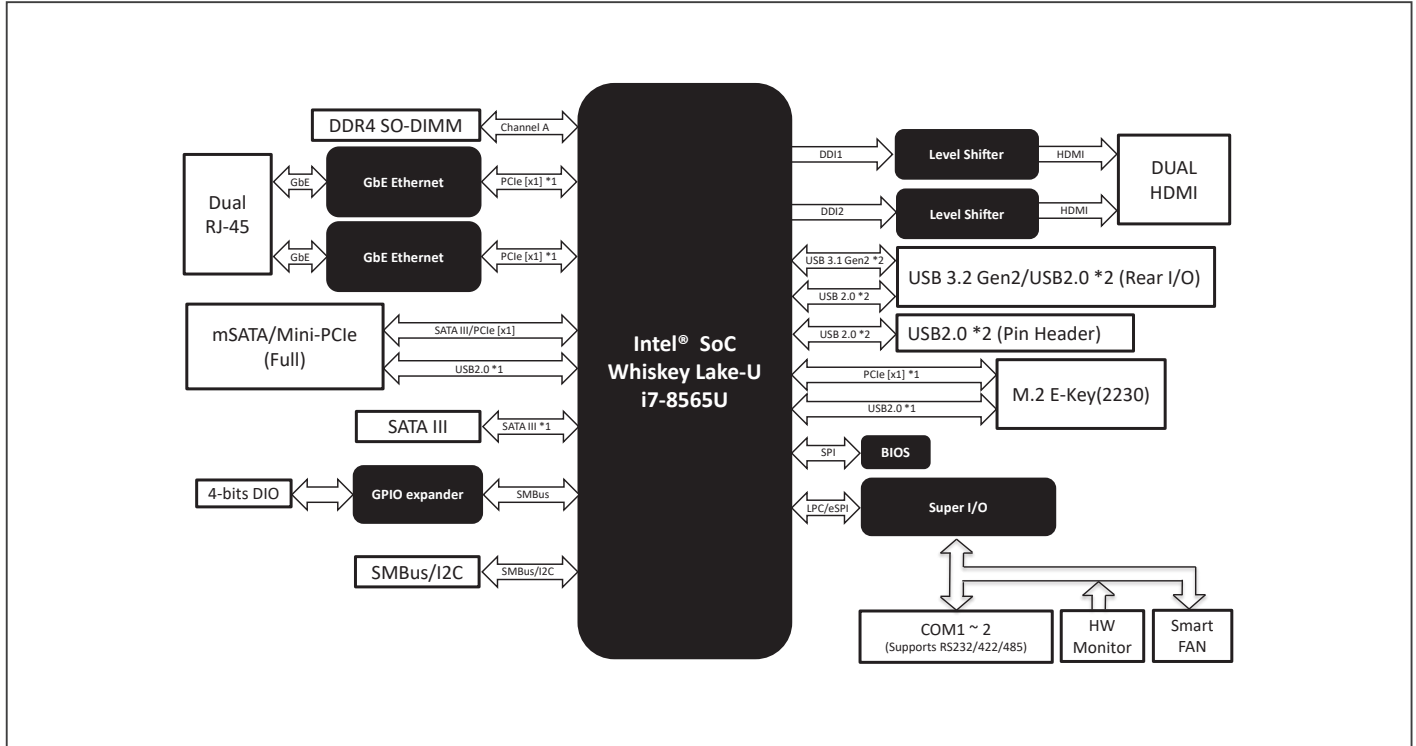 DDR4 SO-DIMM
Channel A
Dual
RJ-45
GbE
GbE Ethernet
PCIe [x1] *1
GbE
GbE Ethernet
PCIe [x1] *1
mSATA/Mini-PCIe
(Full)
SATA III/PCIe [x1]
USB2.0 *1
SATA III
SATA III *1
4-bits DIO
GPIO expander
SMBus
SMBus/I2C
SMBus/I2C
Intel® SoC
Whiskey Lake-U
i7-8565U
DDI1
Level Shifter
HDMI
DUAL
HDMI
DDI2
Level Shifter
HDMI
USB 3.1 Gen2 *2
USB 2.0 *2
USB 3.2 Gen2/USB2.0 *2 (Rear I/O)
USB 2.0 *2
USB2.0 *2 (Pin Header)
PCIe [x1] *1
USB2.0 *1
M.2 E-Key(2230)
SPI
BIOS
LPC/eSPI
Super I/O
COM1 ~ 2
(Supports RS232/422/485)
HW
Monitor
Smart
FAN